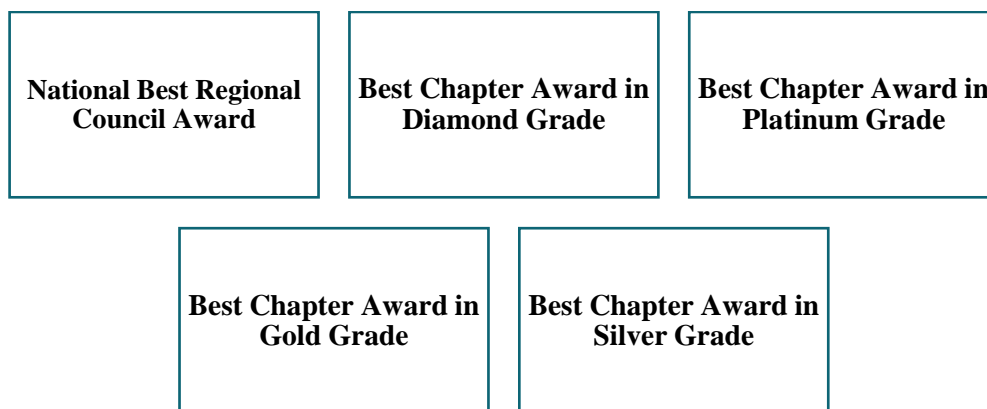 National Best Regional
Council Award
Best Chapter Award in
Diamond Grade
Best Chapter Award in
Platinum Grade
Best Chapter Award in
Gold Grade
Best Chapter Award in
Silver Grade